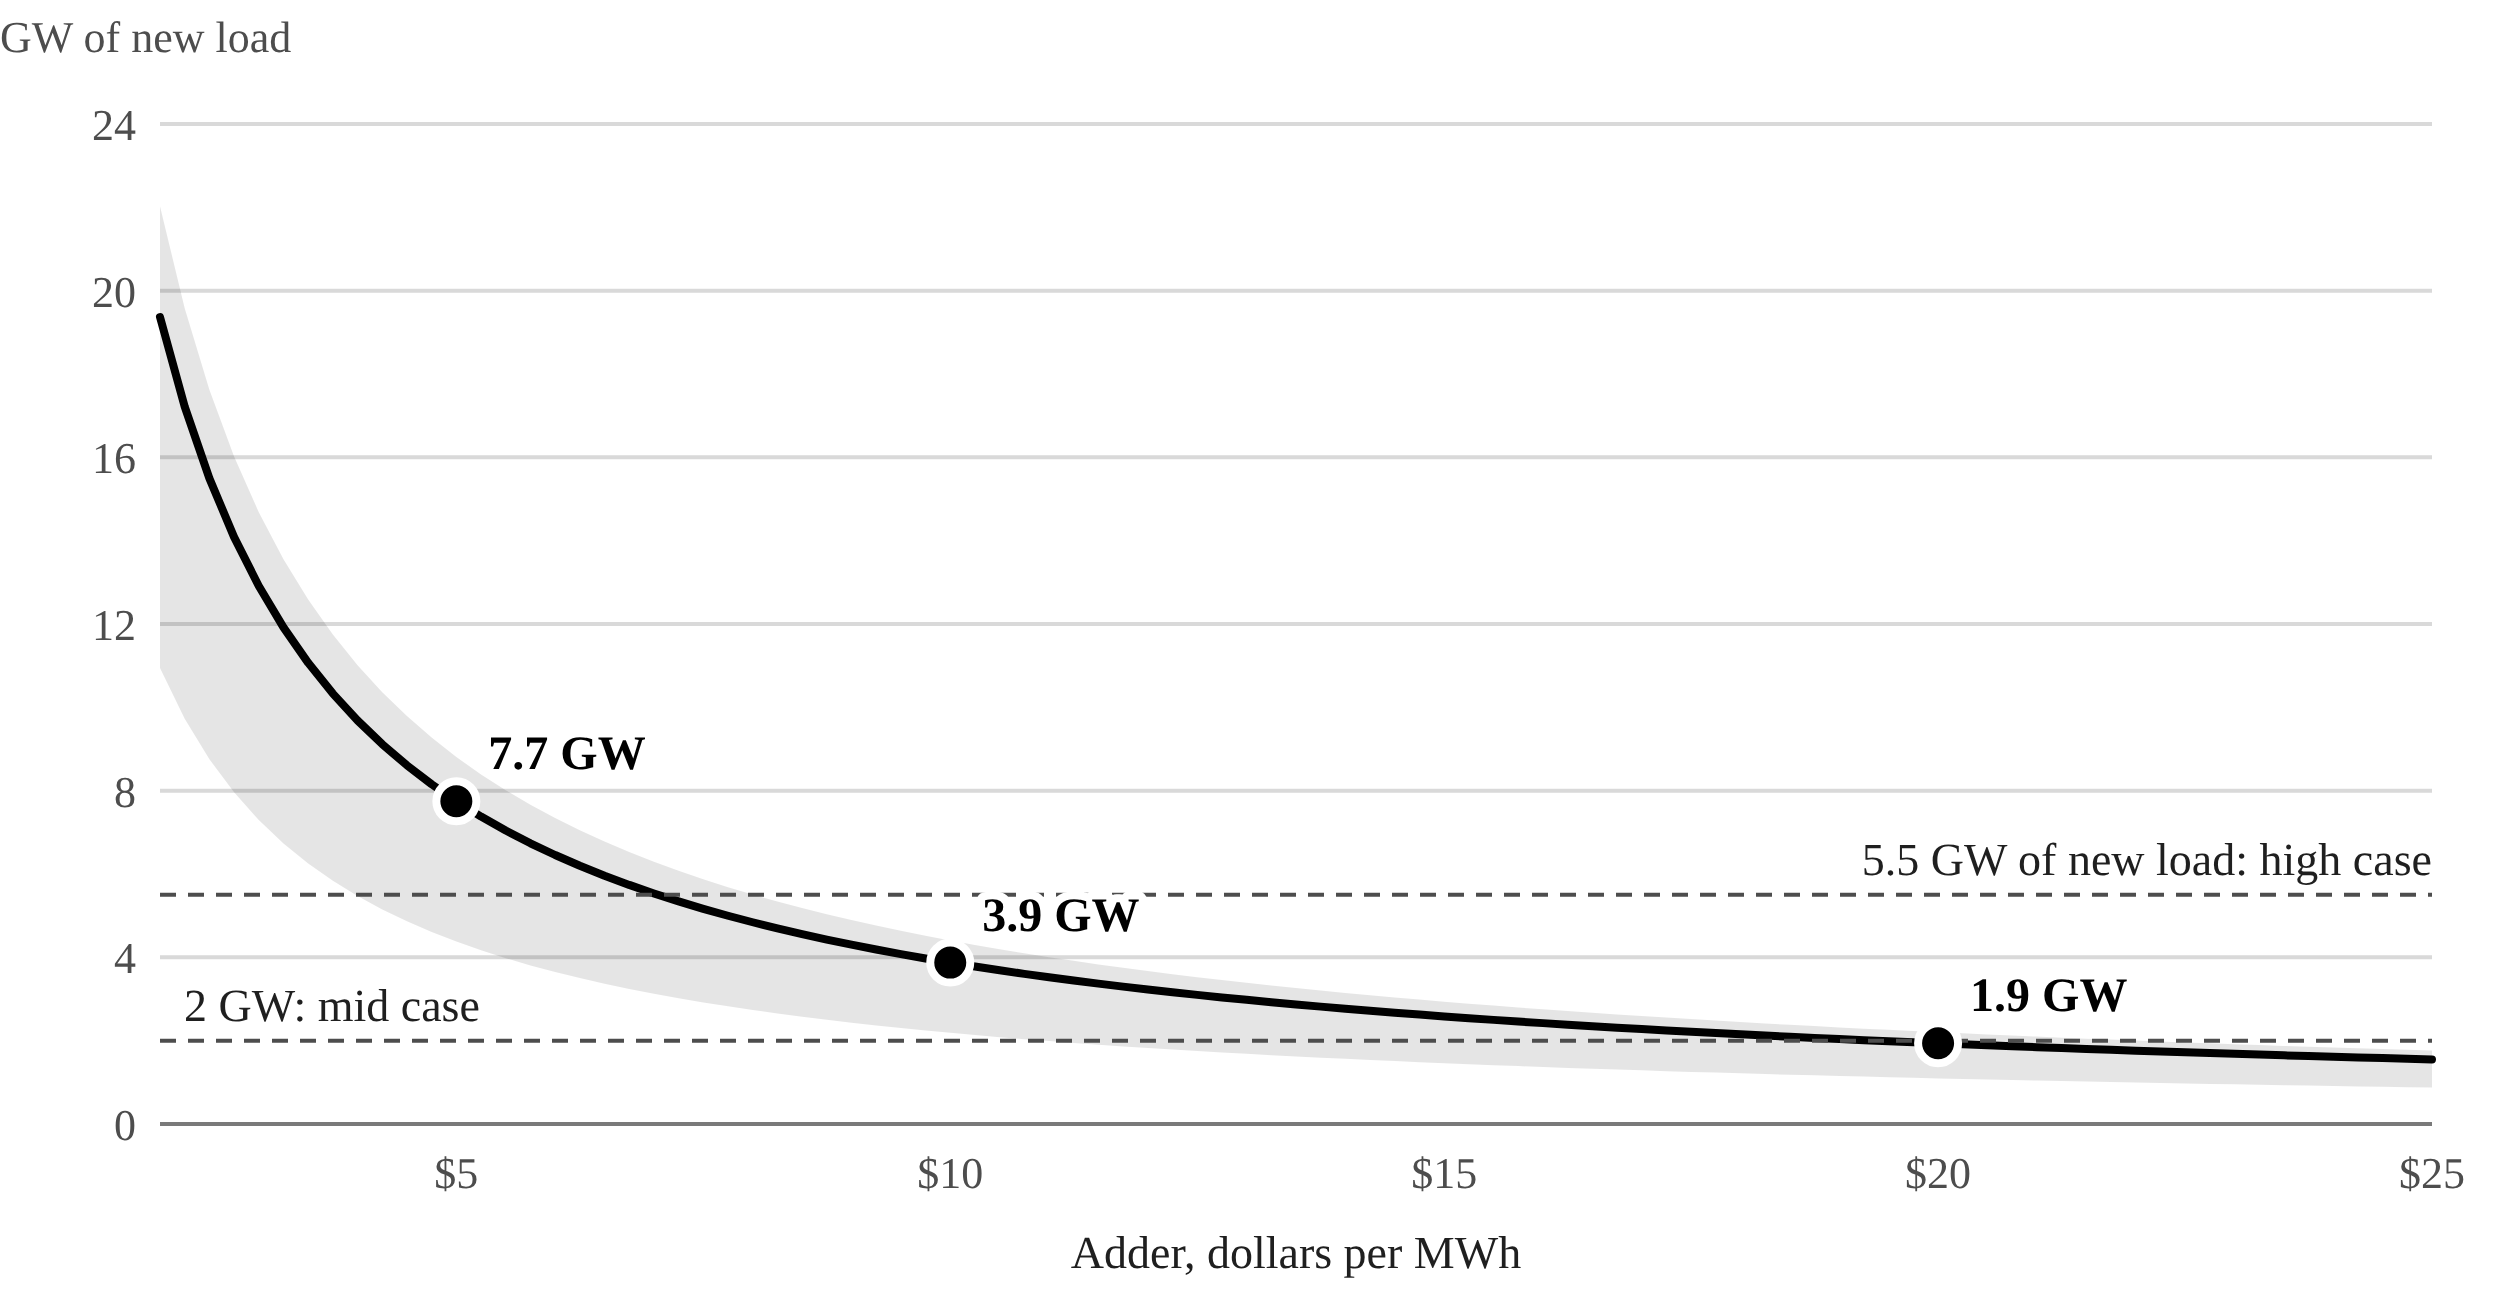 GW of new load
24
20
16
12
7.7 GW
8
5.5 GW of new load: high case
3.9 GW
4
1.9 GW
2 GW: mid case
0
$5 $10 $15 $20 $25
Adder, dollars per MWh